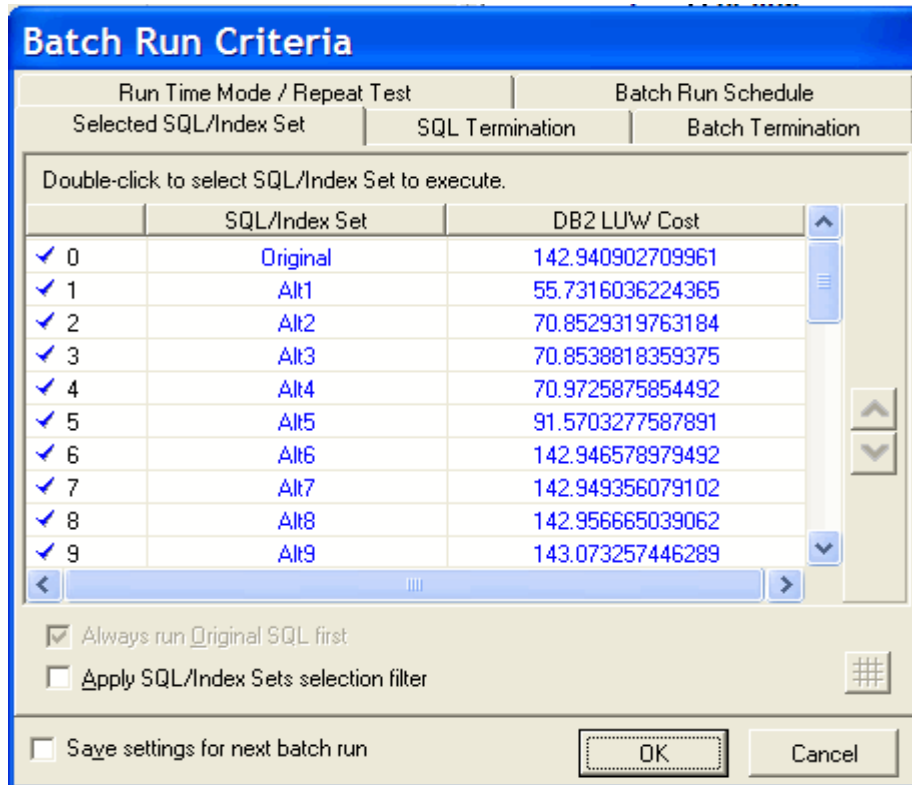 Batch Run Criteria
Run Time Mode / Repeat Test Batch Run Schedule
Selected SQL/Index Set SQL Termination Batch Termination
Double-click to select SQL/Index Set to execute.
SQL/Index Set DB2 LUW Cost
0 Original 142.940902709961
1 Alt1 55.7316036224365
2 Alt2 70.8529319763184
3 Alt3 70.8538818359375
4 Alt4 70.9725875854492
5 Alt5 91.5703277587891
6 Alt6 142.946578979492
7 Alt7 142.949356079102
8 Alt8 142.956665039062
9 Alt9 143.073257446289
Always run Original SQL first
Apply SQL/Index Sets selection filter
Save settings for next batch run OK Cancel